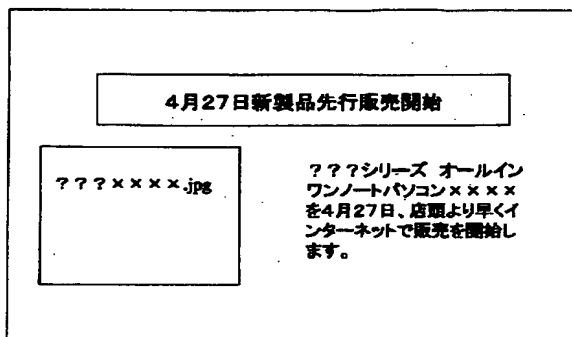 4月27日新製品先行販売開始
???××××.jpg
???シリーズ オールイン
ワンノートパソコン××××
を4月27日、店頭より早くイ
ンターネットで販売を開始し
ます。